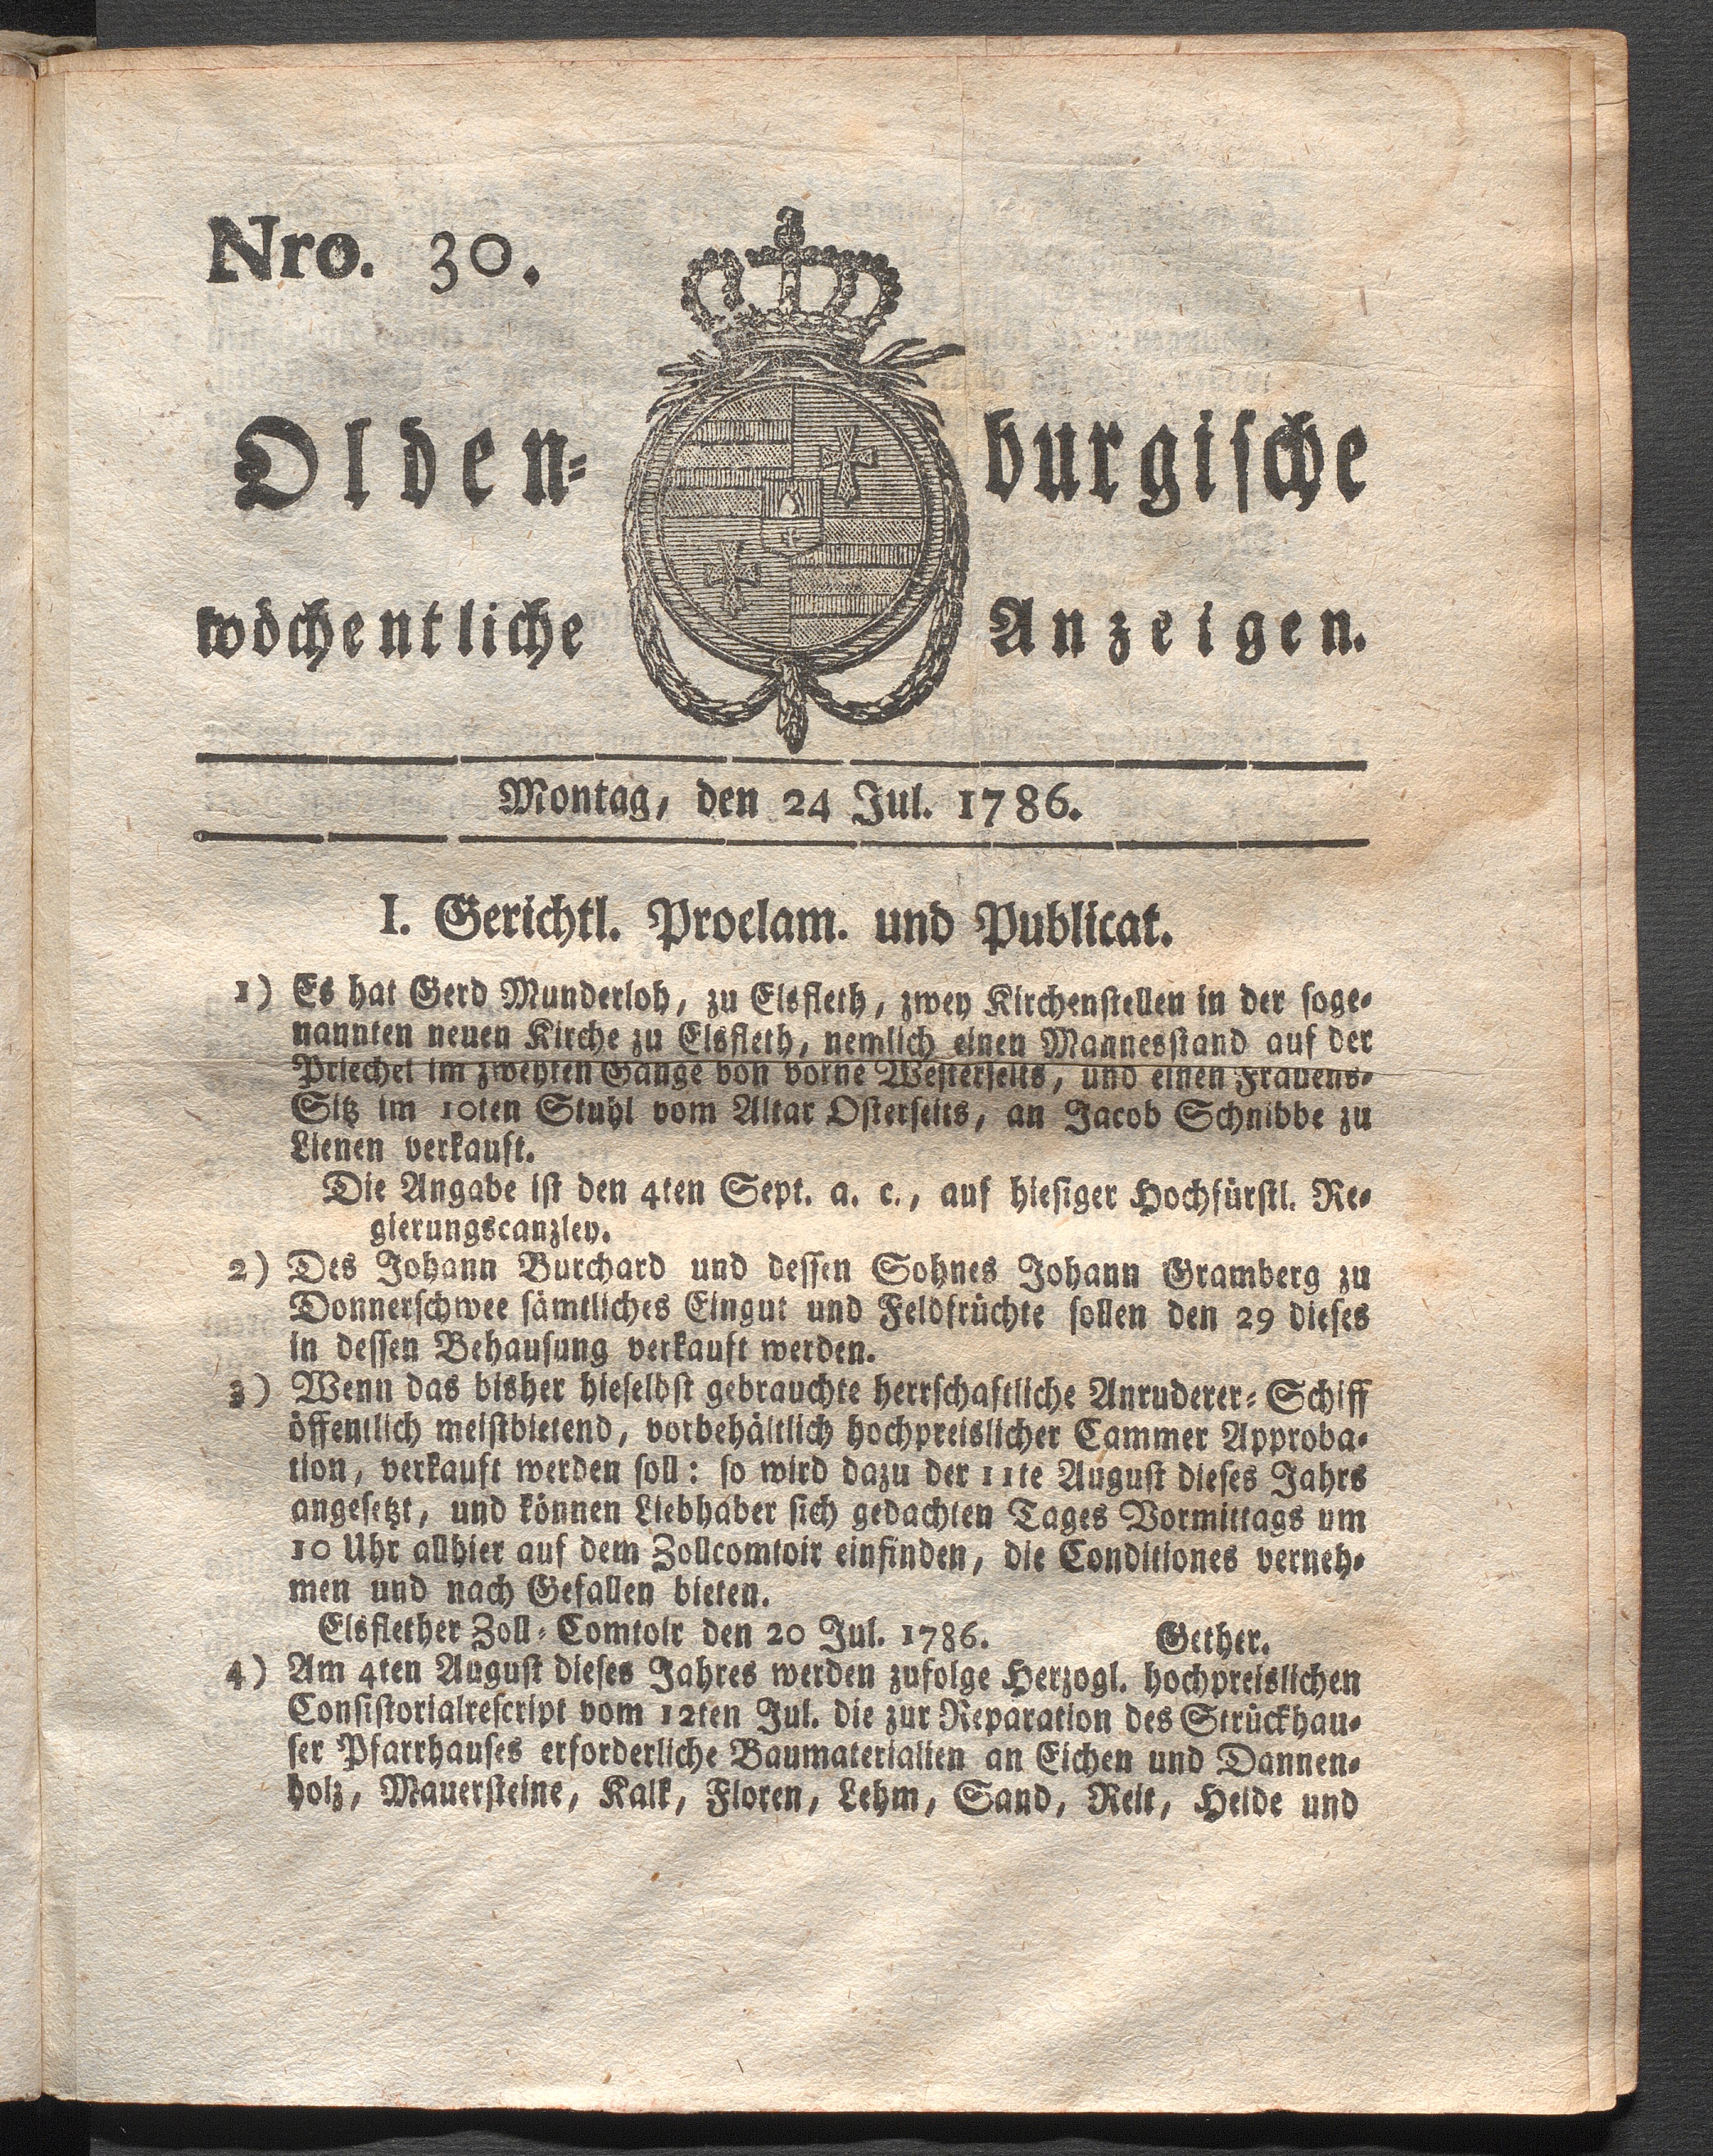 Nro. 30.
Olden- burgische
wöchentliche Anzeigen.
Montag, den 24 Jul. 1786.
I. Gerichtl. Proclam. und Publicat.
1) Es hat Gerd Munderloh, zu Elsfleth, zwey Kirchenstellen in der soge-
nannten neuen Kirche zu Elsfleth, nemlich einen Mannesstand auf der
Priechel im zweyten Gange von vorne Westerseits, und einen Frauens-
Sitz im 10ten Stuhl vom Altar Osterseits, an Jacob Schnibbe zu
Lienen verkauft.
Die Angabe ist den 4ten Sept. a. c., auf hiesiger Hochfürstl. Re-
gierungscanzley.
2) Des Johann Burchard und dessen Sohnes Johann Gramberg zu
Donnerschwee sämtliches Eingut und Feldfrüchte sollen den 29 dieses
in dessen Behausung verkauft werden.
3) Wenn das bisher hieselbst gebrauchte herrschaftliche Anruderer-Schiff
öffentlich meistbietend, vorbehältlich hochpreislicher Cammer Approba-
tion, verkauft werden soll: so wird dazu der 11te August dieses Jahrs
angesetzt, und können Liebhaber sich gedachten Tages Vormittags um
10 Uhr allhier auf dem Zollcomtoir einfinden, die Conditiones verneh-
men und nach Gefallen bieten.
Elsflether Zoll-Comtoir den 20 Jul. 1786. Gether.
4) Am 4ten August dieses Jahres werden zufolge Herzogl. hochpreislichen
Consistorialrescript vom 12ten Jul. die zur Reparation des Strückhau-
ser Pfarrhauses erforderliche Baumaterialien an Eichen und Dannen-
holz, Mauersteine, Kalk, Floren, Lehm, Sand, Reit, Heide und